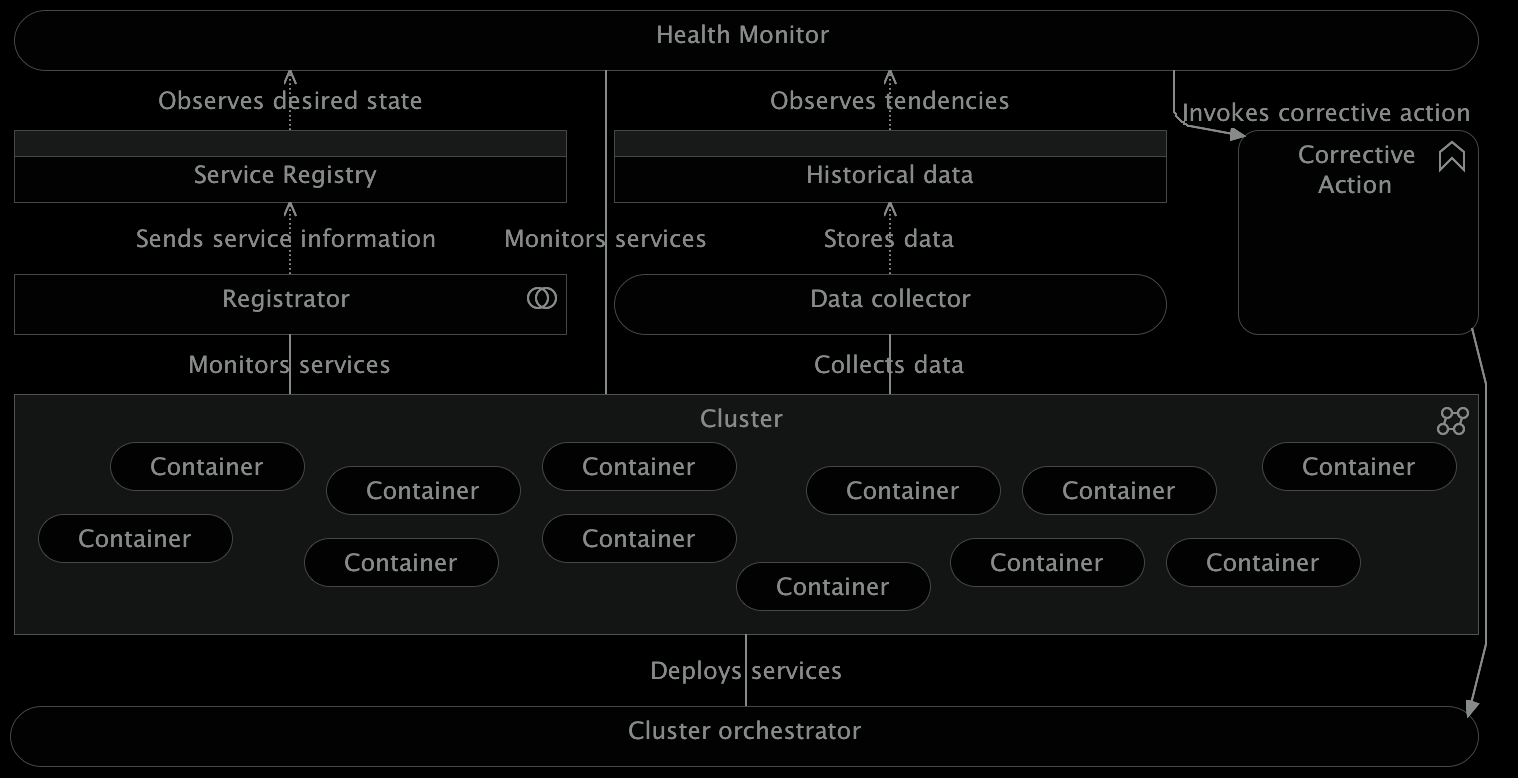 Health Monitor
Observes desired state
Observes tendencies
Invokes corrective action
Service Registry
Historical data
Corrective
Action
Sends service information
Monitors services
Stores data
Registrator
Data collector
Monitors services
Collects data
Cluster
Container
Container
Container
Container
Container
Container
Container
Container
Container
Container
Container
Container
Deploys services
Cluster orchestrator